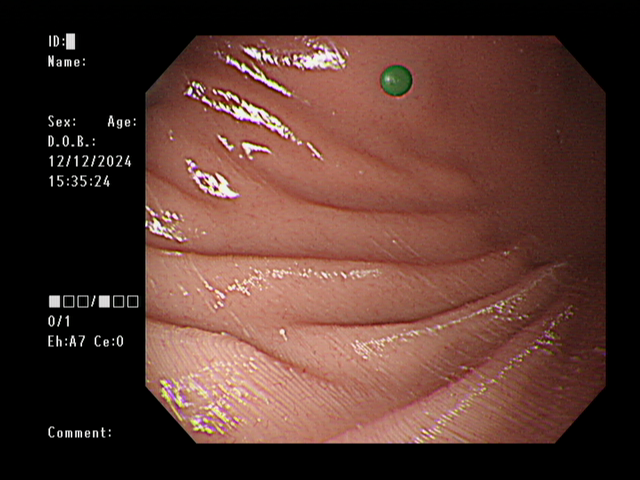 ID:
Name:
Sex: Age:
D.O.B.:
12/12/2024
15:35:24
■□□/■□□
0/1
Eh:A7 Ce:0
Comment: